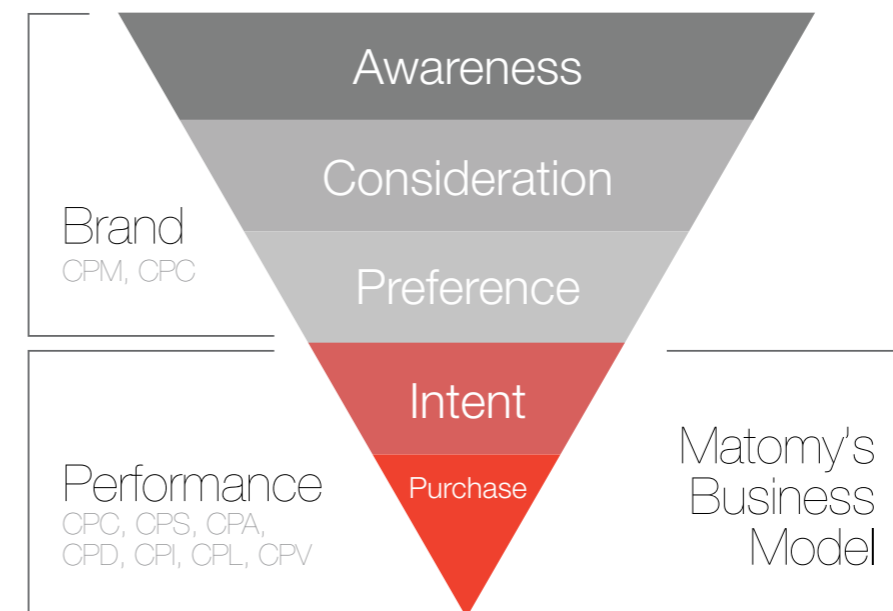 Awareness
Consideration
Brand
CPM, CPC
Preference
Intent
Performance
CPC, CPS, CPA,
CPD, CPI, CPL, CPV
Purchase
Matomy's
Business
Model